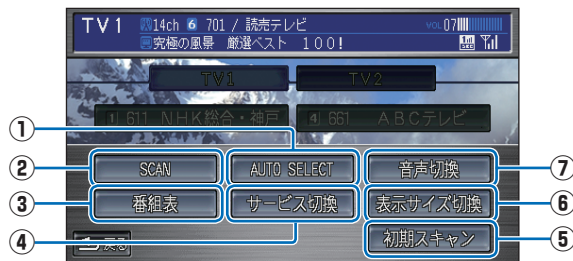 TV1 14ch 6 701 / 読売テレビ VOL 07
究極の風景 厳選ベスト 100! 1seg
TV1 TV2
1 611 NHK総合・神戸 4 661 ABCテレビ
①
② SCAN AUTO SELECT 音声切換 ⑦
③ 番組表 サービス切換 表示サイズ切換 ⑥
④ 戻る 初期スキャン ⑤